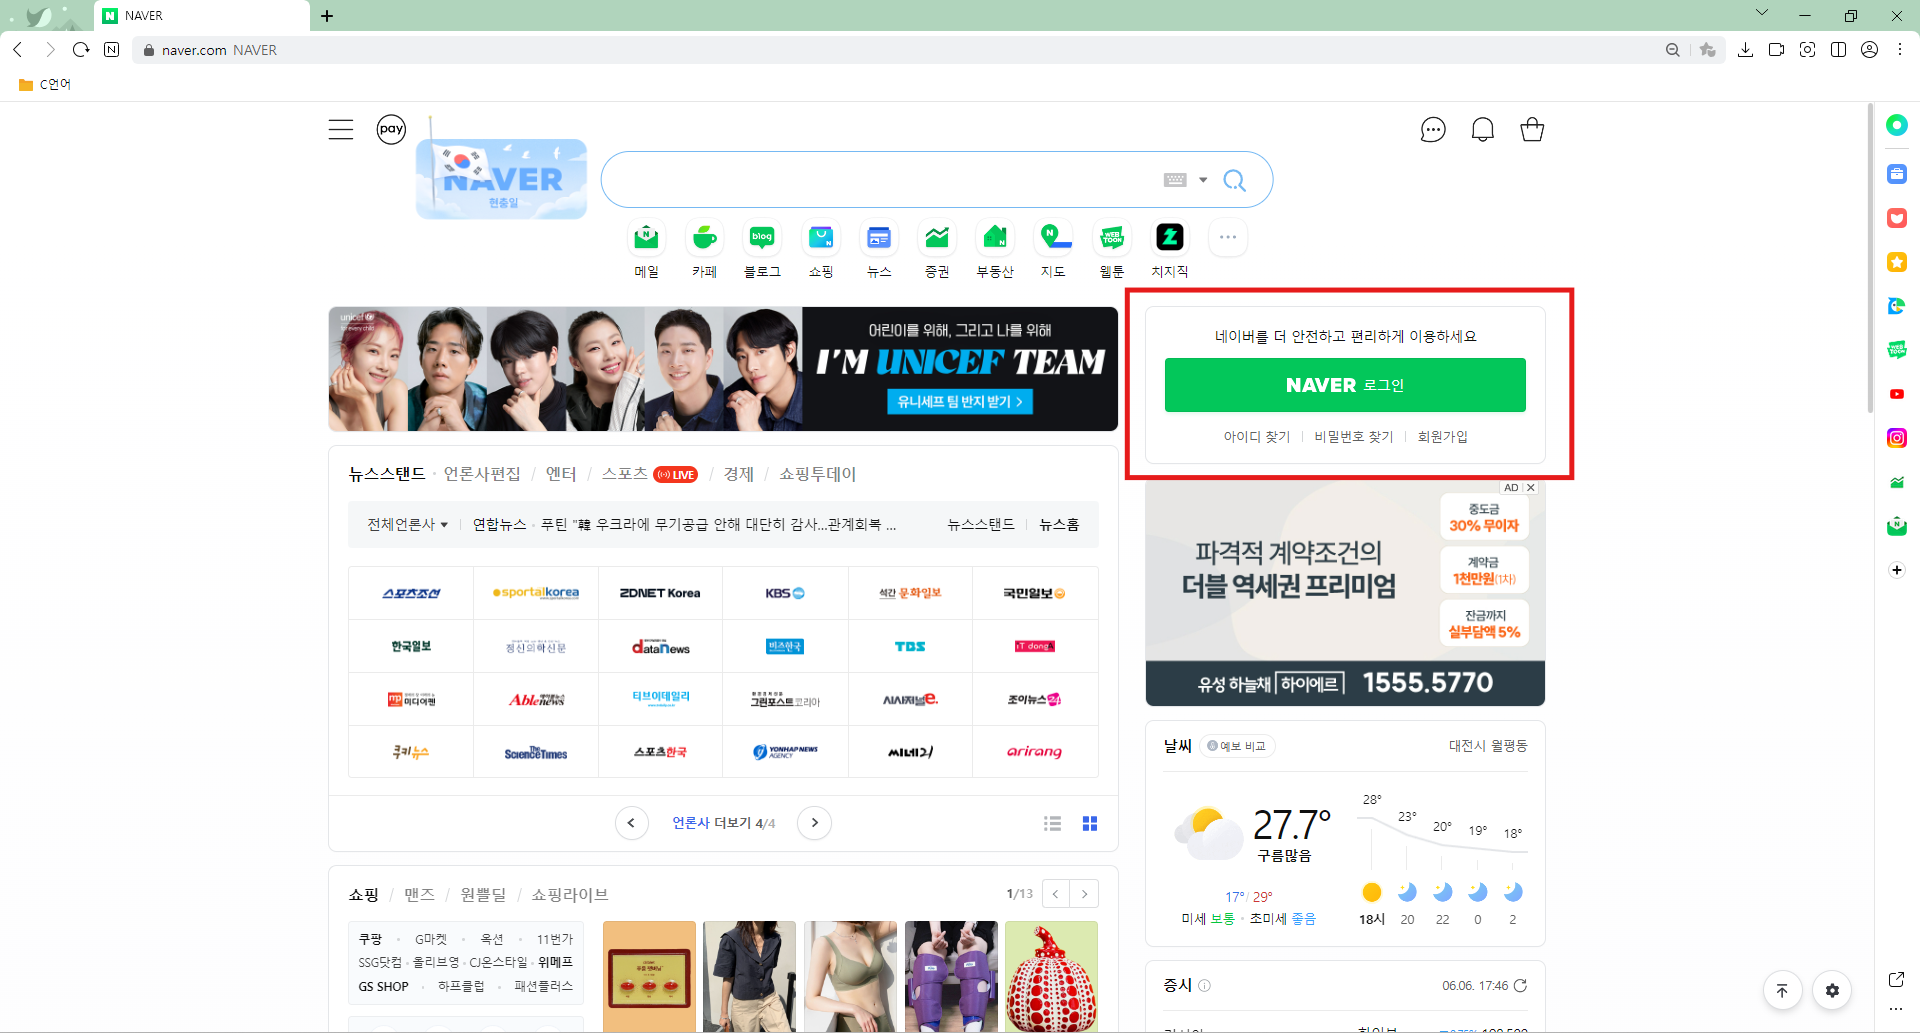 NAVER
naver.com NAVER
C언어
pay
NAVER
현충일
메일
카페
blog
블로그
쇼핑
뉴스
증권
부동산
지도
WEB TOON
웹툰
치지직
unicef
for every child
어린이를 위해, 그리고 나를 위해
I'M UNICEF TEAM
유니세프 팀 반지 받기 >
네이버를 더 안전하고 편리하게 이용하세요
NAVER 로그인
아이디 찾기
비밀번호 찾기
회원가입
뉴스스탠드 · 언론사편집 / 엔터 / 스포츠 LIVE / 경제 / 쇼핑투데이
전체언론사
연합뉴스 · 푸틴 "韓 우크라에 무기공급 안해 대단히 감사...관계회복 ...
뉴스스탠드
뉴스홈
스포츠조선
sportalkorea
ZDNET Korea
KBS
석간 문화일보
국민일보
한국일보
정신의학신문
dataNews
미즈한국
TBS
IT dongA
미디어펜
Ablenews
티브이데일리
그린포스트코리아
시사저널e.
조이뉴스24
쿠키뉴스
The ScienceTimes
스포츠한국
YONHAP NEWS AGENCY
씨네21
arirang
언론사 더보기 4/4
AD
파격적 계약조건의
더블 역세권 프리미엄
중도금
30% 무이자
계약금
1천만원(1차)
잔금까지
실부담액 5%
유성 하늘채 하이에르 1555.5770
날씨
예보 비교
대전시 월평동
27.7°
구름많음
17° / 29°
미세 보통 · 초미세 좋음
28°
23°
20°
19°
18°
18시
20
22
0
2
쇼핑 / 맨즈 / 원쁠딜 / 쇼핑라이브
1/13
쿠팡 · G마켓 · 옥션 · 11번가
SSG닷컴 · 올리브영 · CJ온스타일 · 위메프
GS SHOP · 하프클럽 · 패션플러스
증시
06.06. 17:46